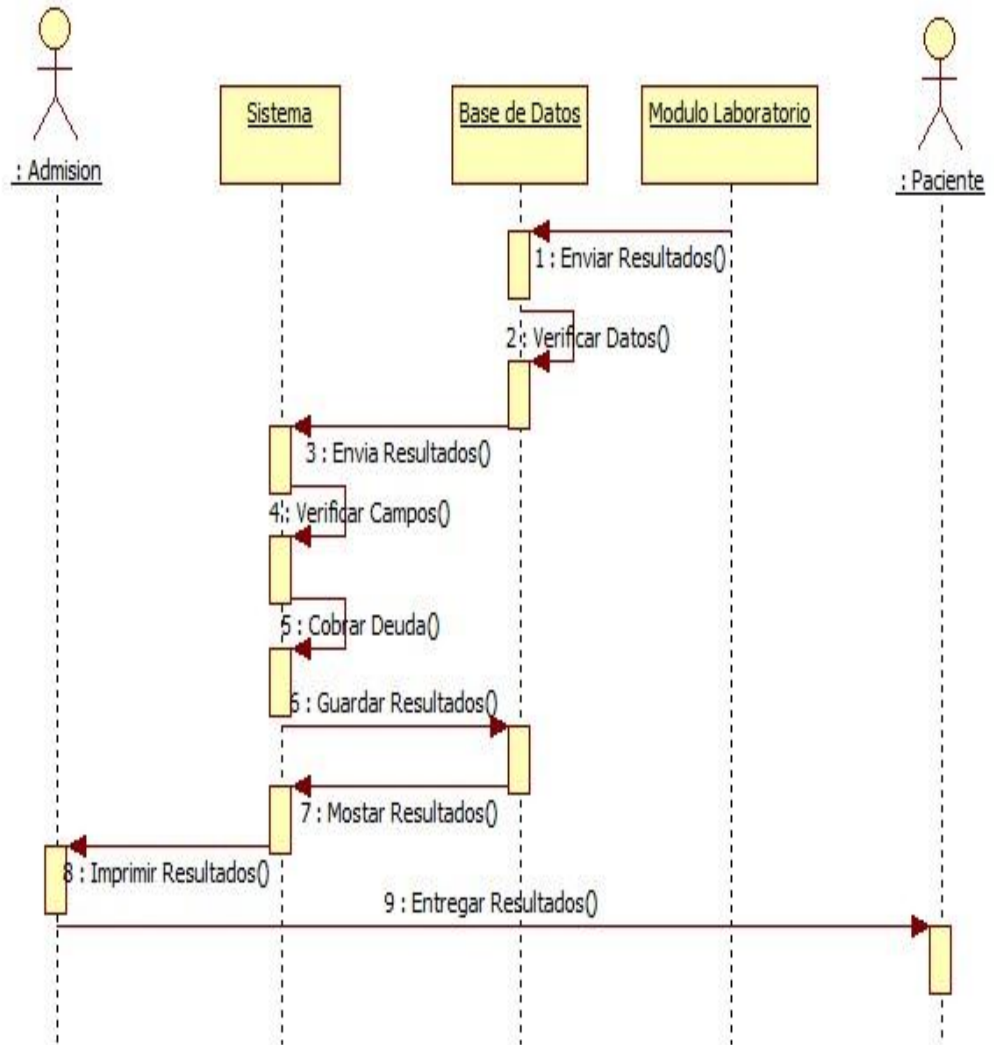 Sistema
Base de Datos
Modulo Laboratorio
: Admision
: Paciente
1 : Enviar Resultados()
2 : Verificar Datos()
3 : Envia Resultados()
4 : Verificar Campos()
5 : Cobrar Deuda()
6 : Guardar Resultados()
7 : Mostar Resultados()
8 : Imprimir Resultados()
9 : Entregar Resultados()